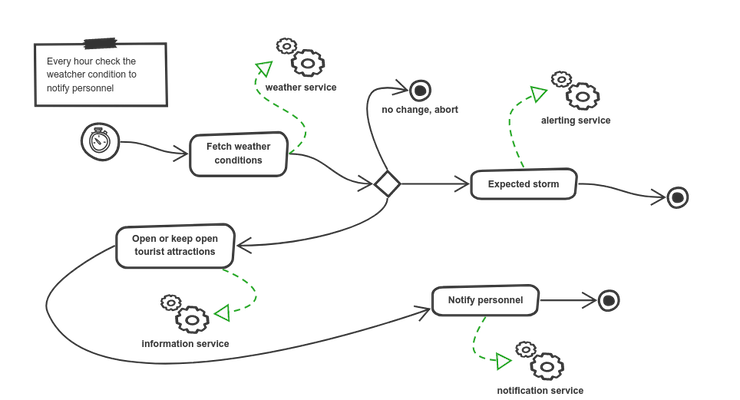 Every hour check the
weatcher condition to
notify personnel
weather service
alerting service
no change, abort
Fetch weather
conditions
Expected storm
Open or keep open
tourist attractions
Notify personnel
information service
notification service